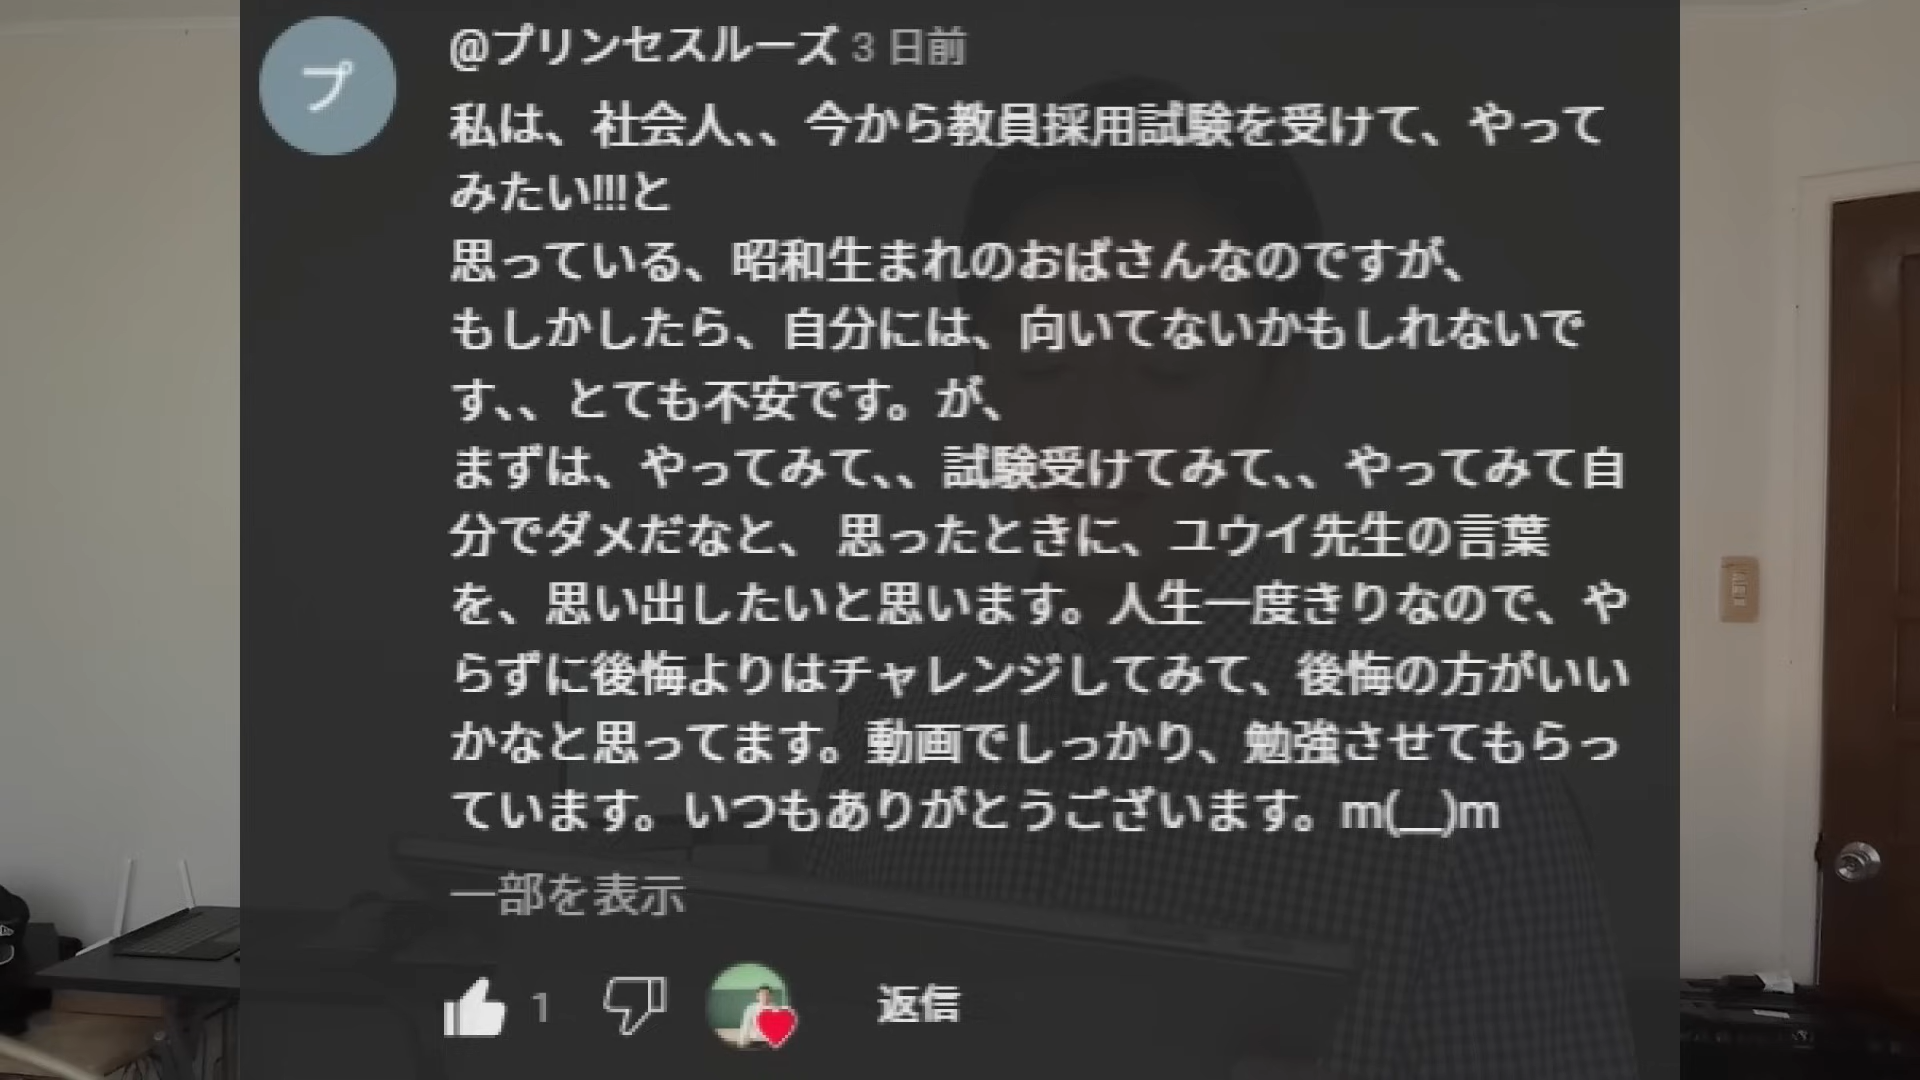 プ
@プリンセスルーズ 3 日前
私は、社会人、、今から教員採用試験を受けて、やって
みたい!!!と
思っている、昭和生まれのおばさんなのですが、
もしかしたら、自分には、向いてないかもしれないで
す、、とても不安です。が、
まずは、やってみて、、試験受けてみて、、やってみて自
分でダメだなと、 思ったときに、ユウイ先生の言葉
を、思い出したいと思います。人生一度きりなので、や
らずに後悔よりはチャレンジしてみて、後悔の方がいい
かなと思ってます。動画でしっかり、勉強させてもらっ
ています。いつもありがとうございます。m(__)m
一部を表示
1
返信